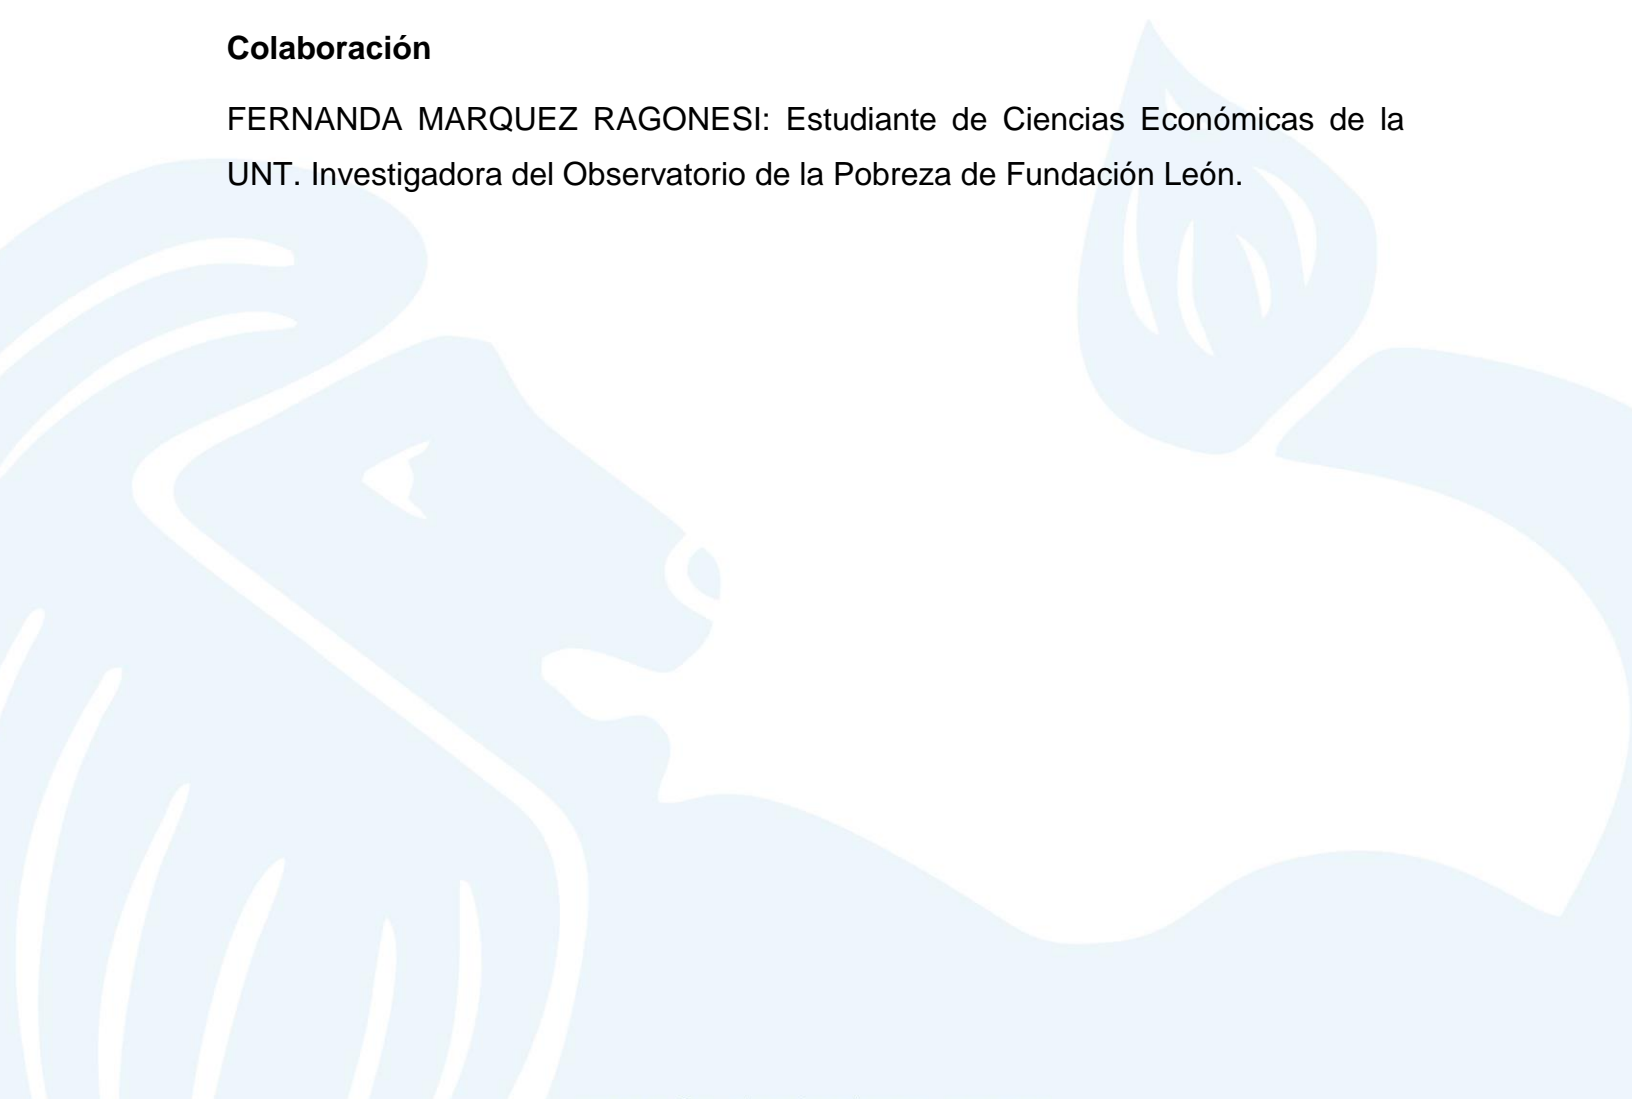 Colaboración
FERNANDA MARQUEZ RAGONESI: Estudiante de Ciencias Económicas de la
UNT. Investigadora del Observatorio de la Pobreza de Fundación León.